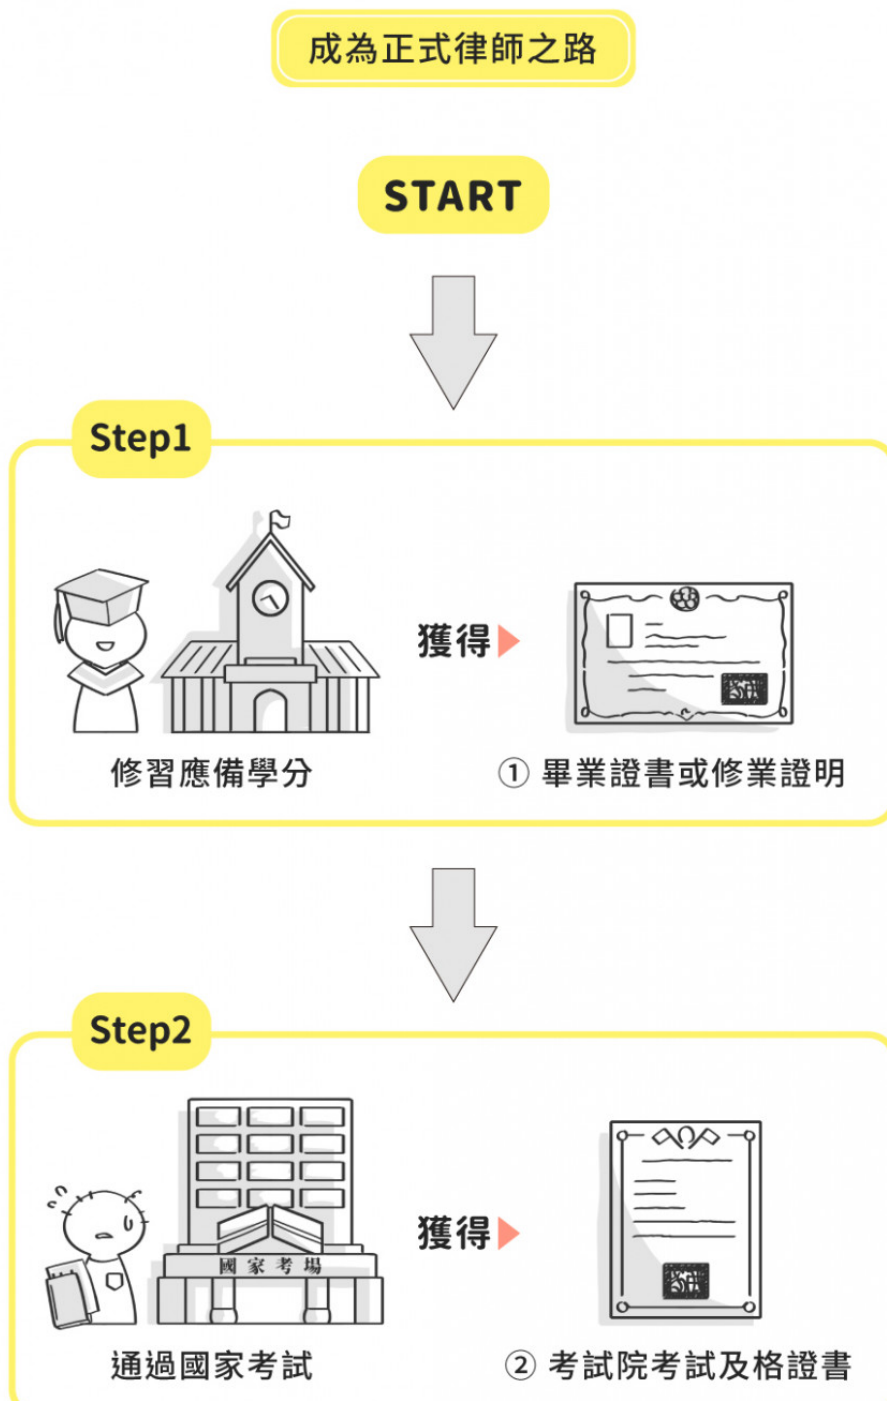 成為正式律師之路
START
Step1
獲得
修習應備學分
① 畢業證書或修業證明
Step2
國家考場
獲得
通過國家考試
② 考試院考試及格證書